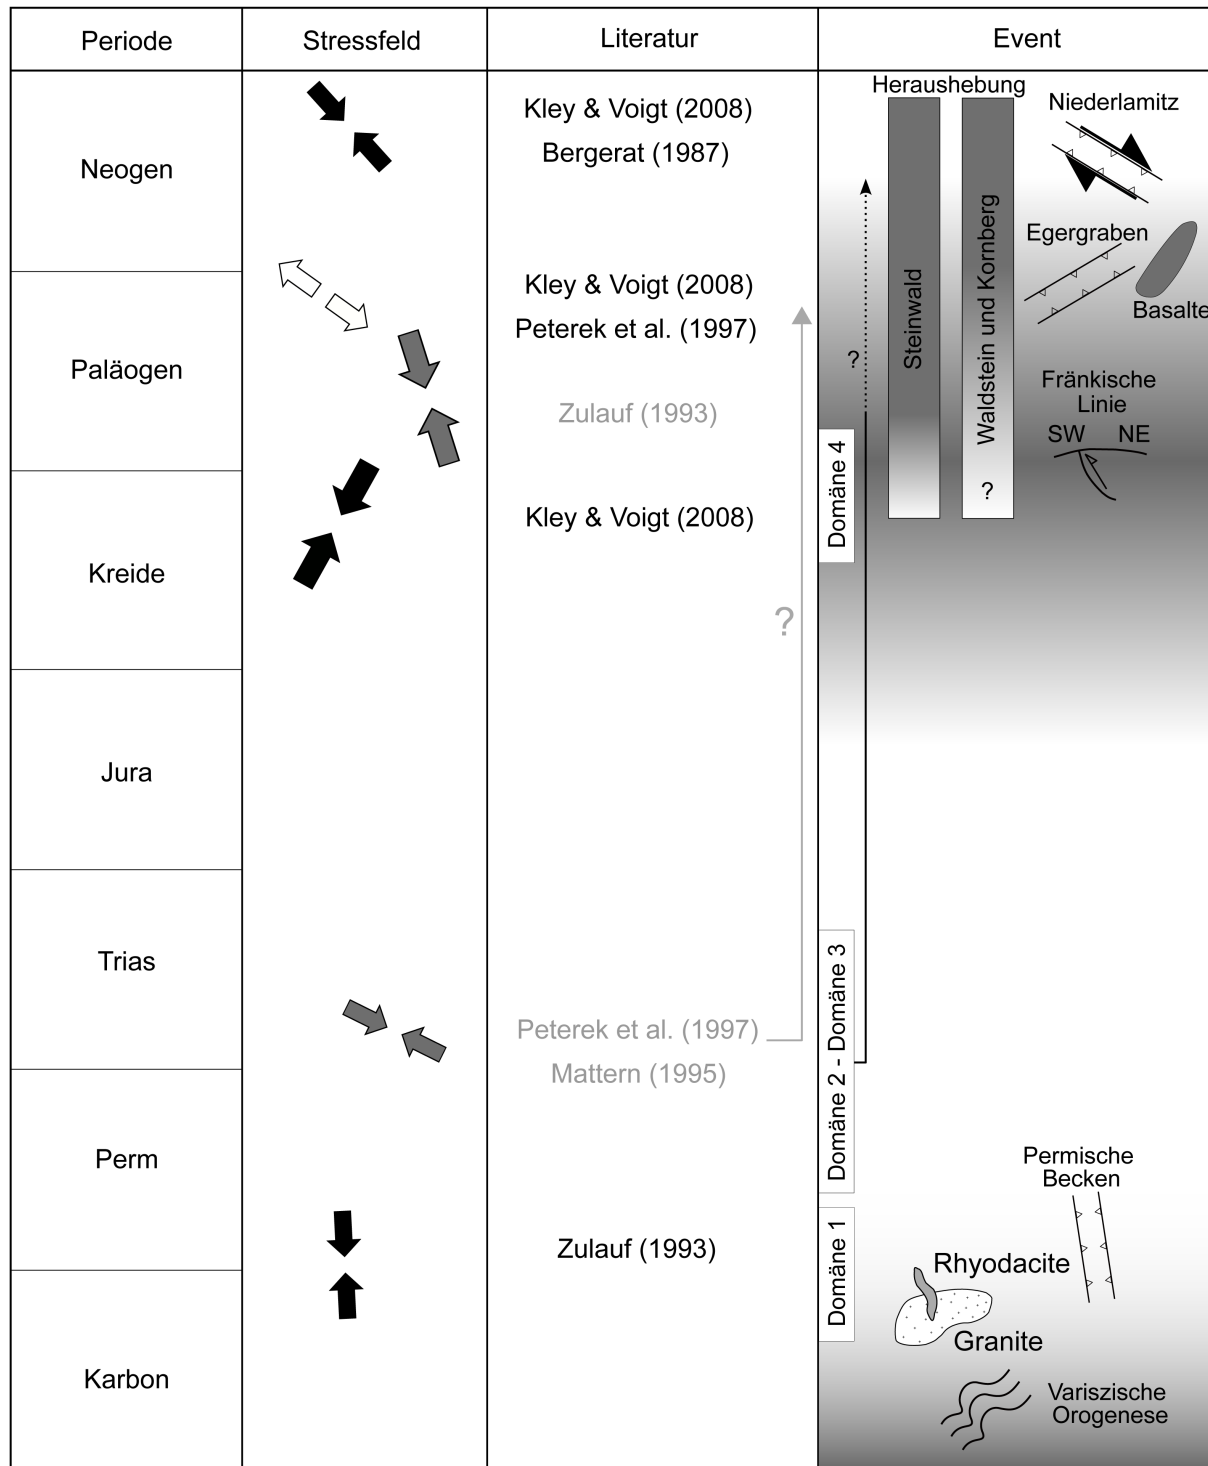 Periode
Stressfeld
Literatur
Event
Neogen
Kley & Voigt (2008)
Bergerat (1987)
Heraushebung
Niederlamitz
Steinwald
Waldstein und Kornberg
?
Egergraben
Basalte
Paläogen
Kley & Voigt (2008)
Peterek et al. (1997)
Zulauf (1993)
?
Fränkische
Linie
SW NE
Kreide
Kley & Voigt (2008)
?
Domäne 4
Jura
Trias
Peterek et al. (1997)
Mattern (1995)
Domäne 2 - Domäne 3
Perm
Zulauf (1993)
Domäne 1
Permische
Becken
Rhyodacite
Granite
Karbon
Variszische
Orogenese